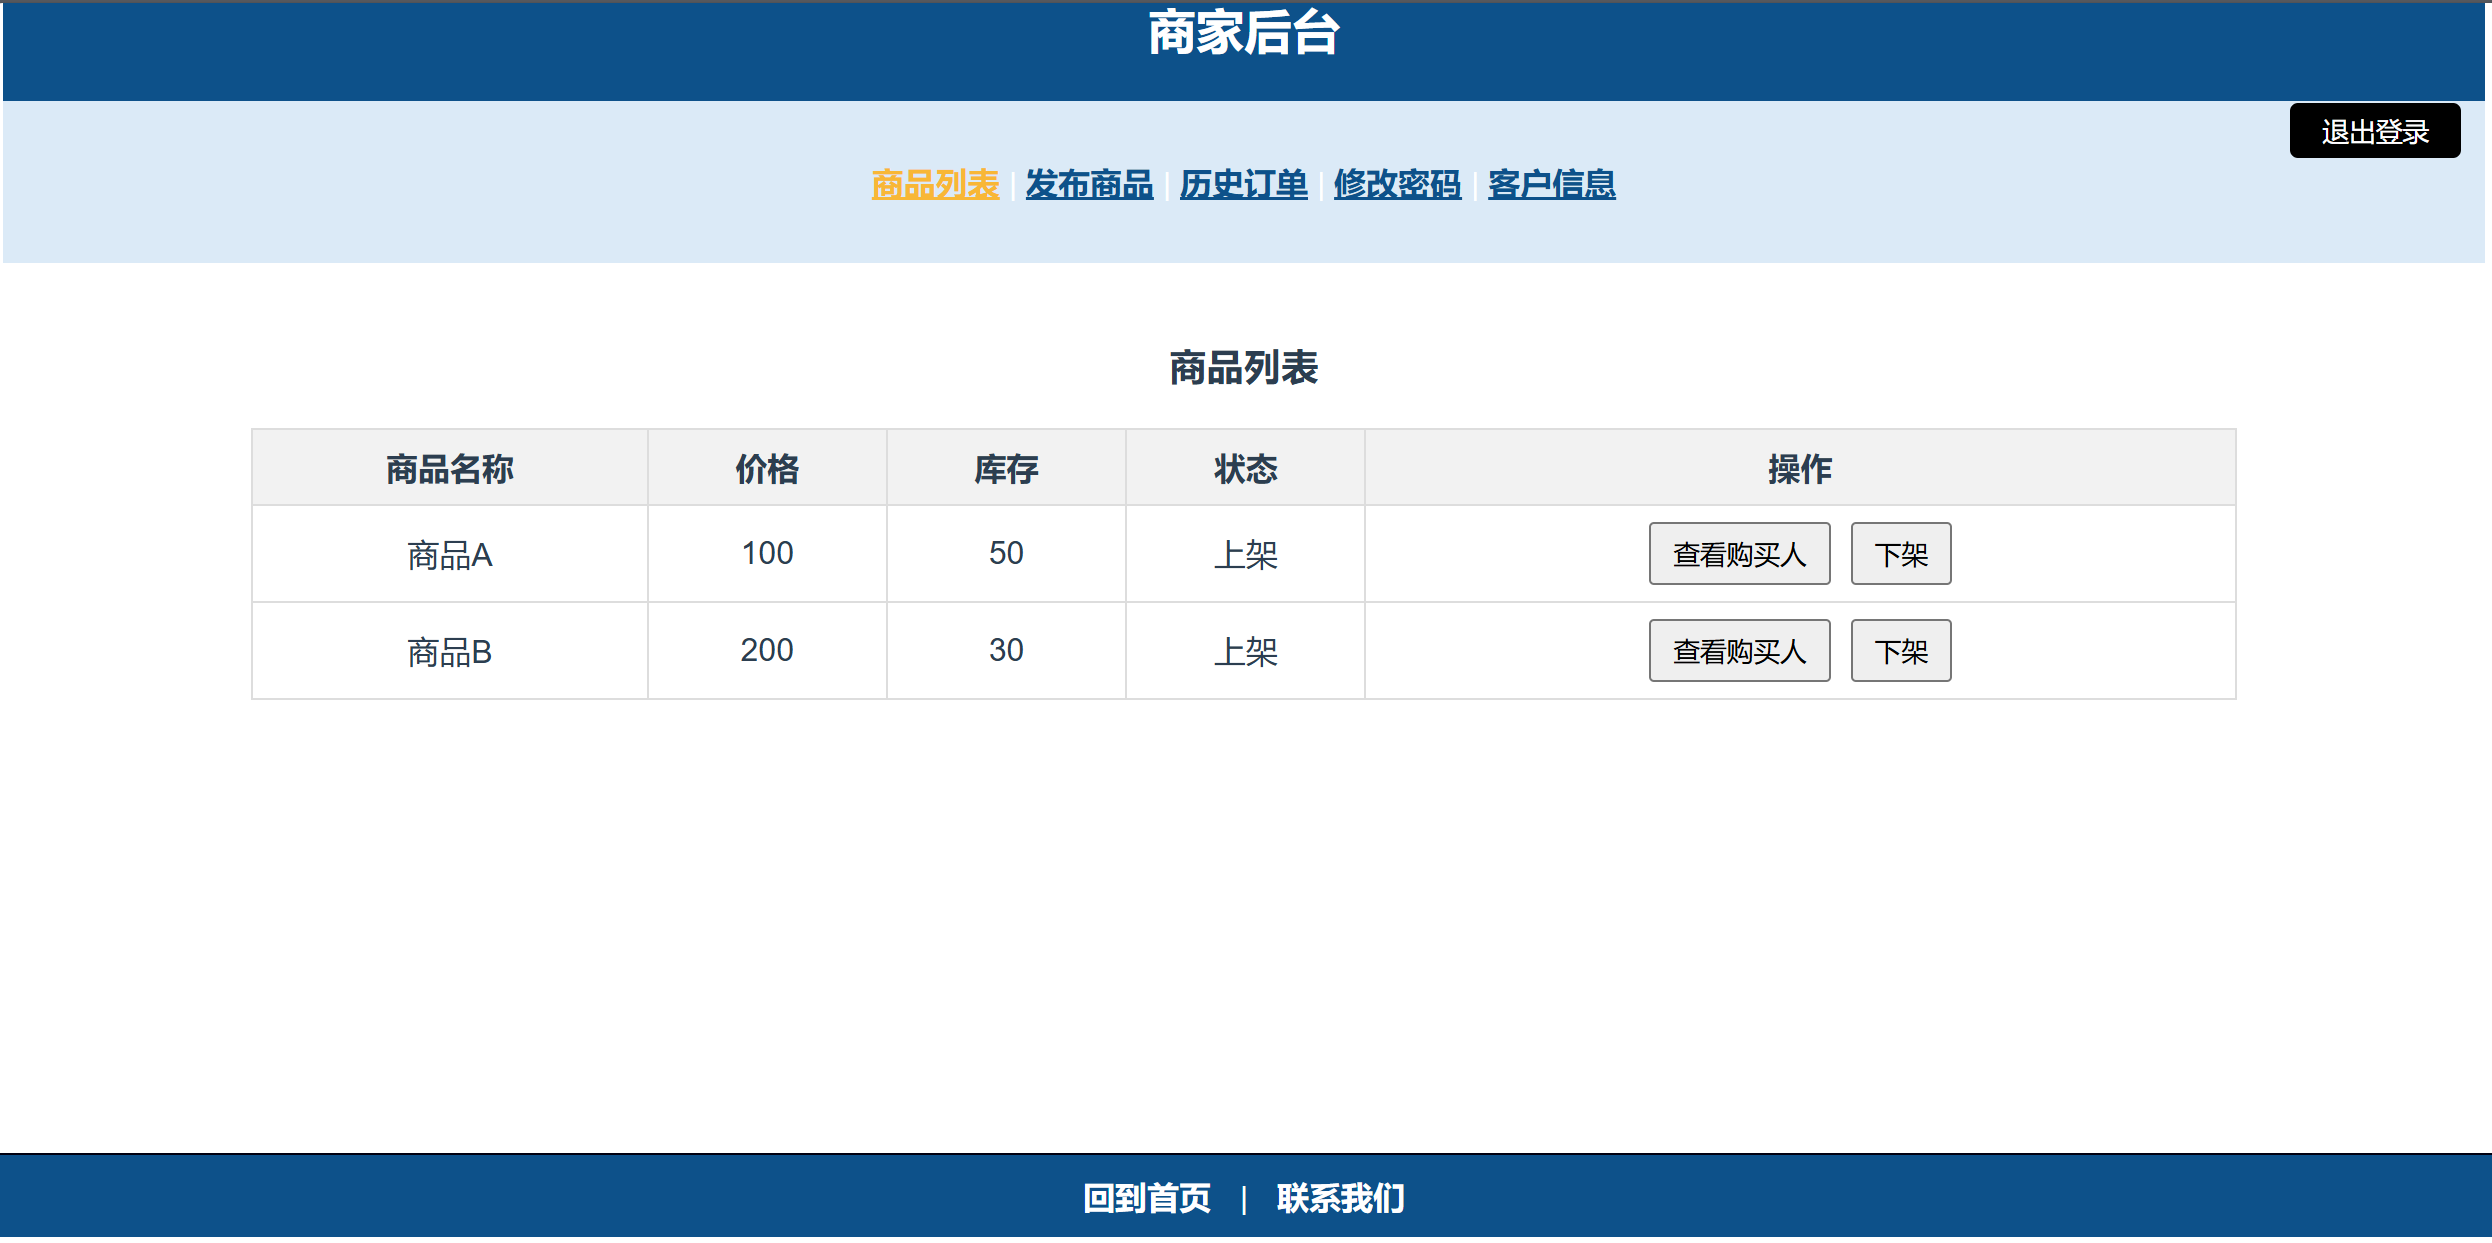 商家后台
退出登录
商品列表 | 发布商品 | 历史订单 | 修改密码 | 客户信息
商品列表
商品名称 价格 库存 状态 操作
商品A 100 50 上架 查看购买人 下架
商品B 200 30 上架 查看购买人 下架
回到首页 | 联系我们